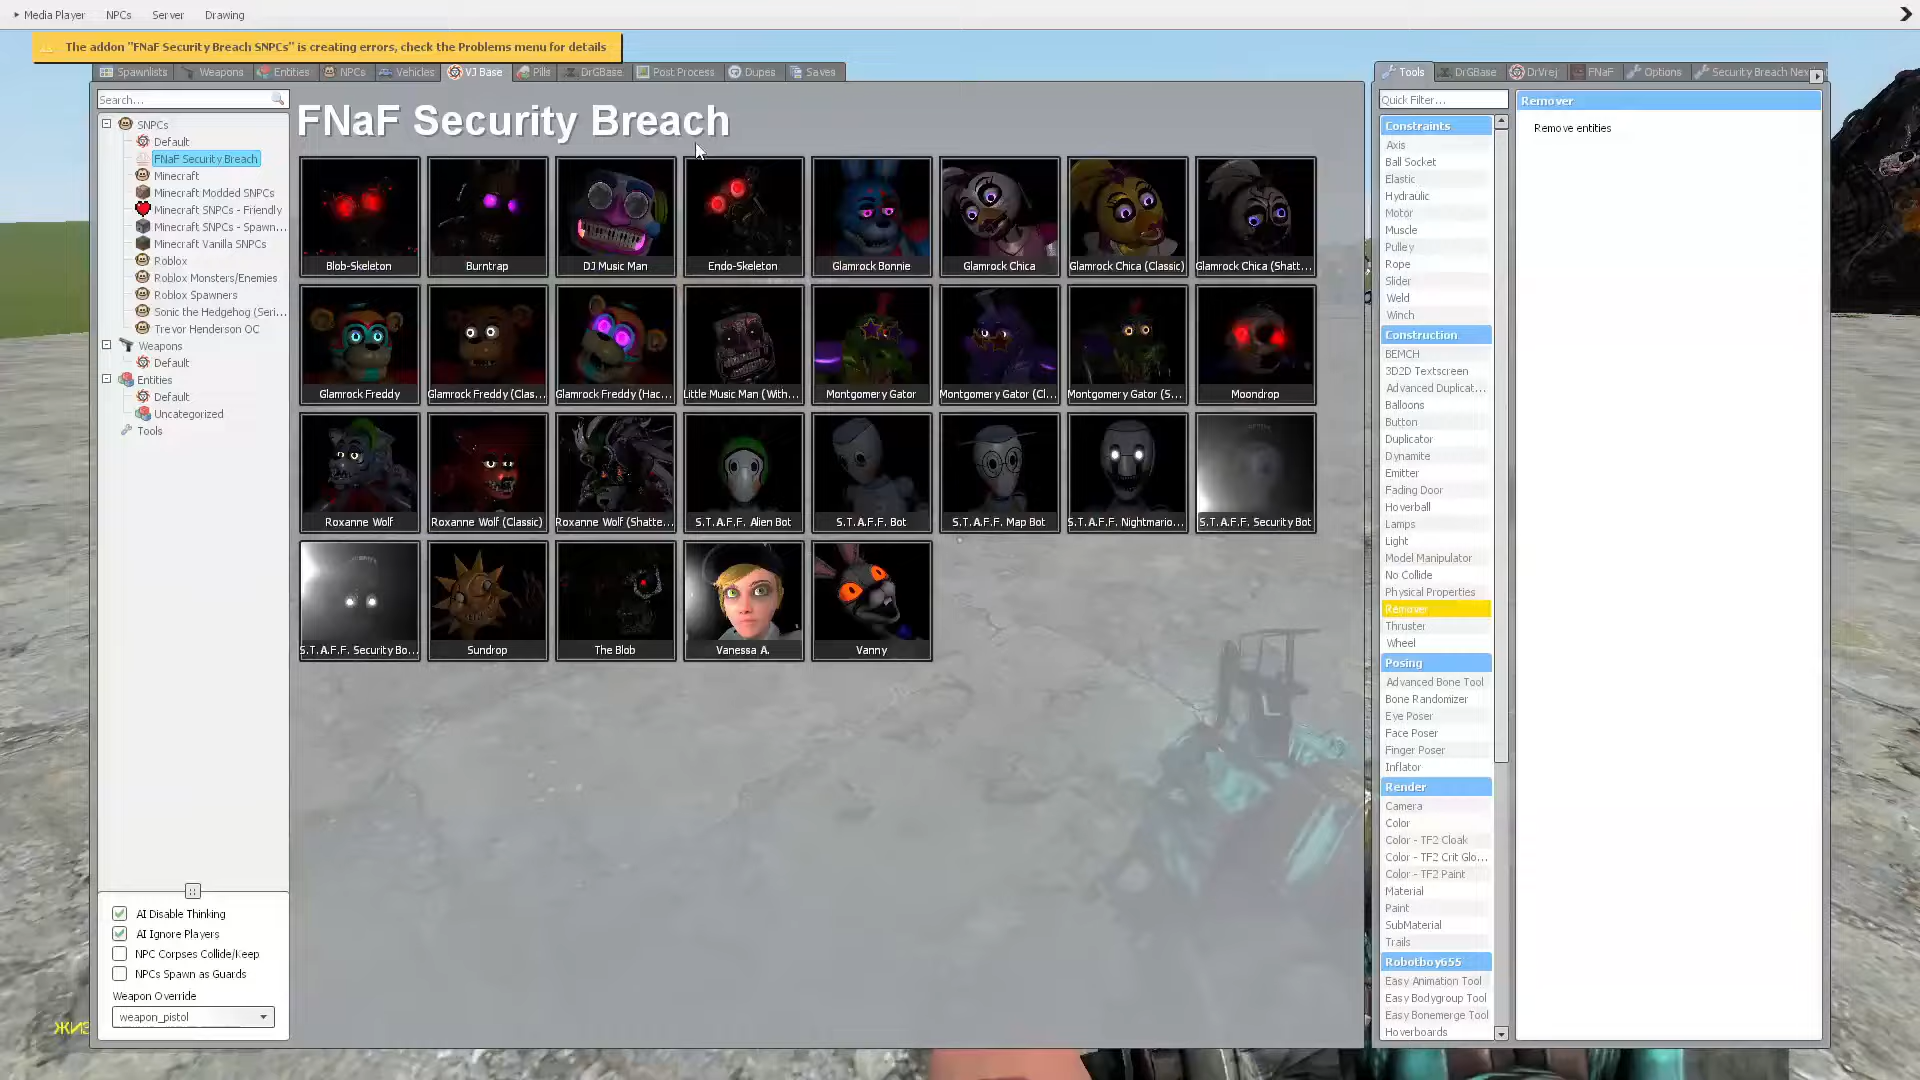 Media Player NPCs Server Drawing
The addon "FNaF Security Breach SNPCs" is creating errors, check the Problems menu for details
Spawnlists Weapons Entities NPCs Vehicles VJ Base Pills DrGBase Post Process Dupes Saves
Search...
SNPCs
Default
FNaF Security Breach
Minecraft
Minecraft Modded SNPCs
Minecraft SNPCs - Friendly
Minecraft SNPCs - Spawn...
Minecraft Vanilla SNPCs
Roblox
Roblox Monsters/Enemies
Roblox Spawners
Sonic the Hedgehog (Seri...
Trevor Henderson OC
Weapons
Default
Entities
Default
Uncategorized
Tools
AI Disable Thinking
AI Ignore Players
NPC Corpses Collide/Keep
NPCs Spawn as Guards
Weapon Override
weapon_pistol
ЖИЗ
FNaF Security Breach
Blob-Skeleton Burntrap DJ Music Man Endo-Skeleton Glamrock Bonnie Glamrock Chica Glamrock Chica (Classic) Glamrock Chica (Shatt...
Glamrock Freddy Glamrock Freddy (Clas... Glamrock Freddy (Hac... Little Music Man (With... Montgomery Gator Montgomery Gator (Cl... Montgomery Gator (S... Moondrop
Roxanne Wolf Roxanne Wolf (Classic) Roxanne Wolf (Shatte... S.T.A.F.F. Alien Bot S.T.A.F.F. Bot S.T.A.F.F. Map Bot S.T.A.F.F. Nightmario... S.T.A.F.F. Security Bot
S.T.A.F.F. Security Bo... Sundrop The Blob Vanessa A. Vanny
Tools DrGBase DrVrej FNaF Options Security Breach Nex
Quick Filter...
Constraints
Axis
Ball Socket
Elastic
Hydraulic
Motor
Muscle
Pulley
Rope
Slider
Weld
Winch
Construction
BEMCH
3D2D Textscreen
Advanced Duplicat...
Balloons
Button
Duplicator
Dynamite
Emitter
Fading Door
Hoverball
Lamps
Light
Model Manipulator
No Collide
Physical Properties
Remover
Thruster
Wheel
Posing
Advanced Bone Tool
Bone Randomizer
Eye Poser
Face Poser
Finger Poser
Inflator
Render
Camera
Color
Color - TF2 Cloak
Color - TF2 Crit Glo...
Color - TF2 Paint
Material
Paint
SubMaterial
Trails
Robotboy655
Easy Animation Tool
Easy Bodygroup Tool
Easy Bonemerge Tool
Hoverboards
Remover
Remove entities